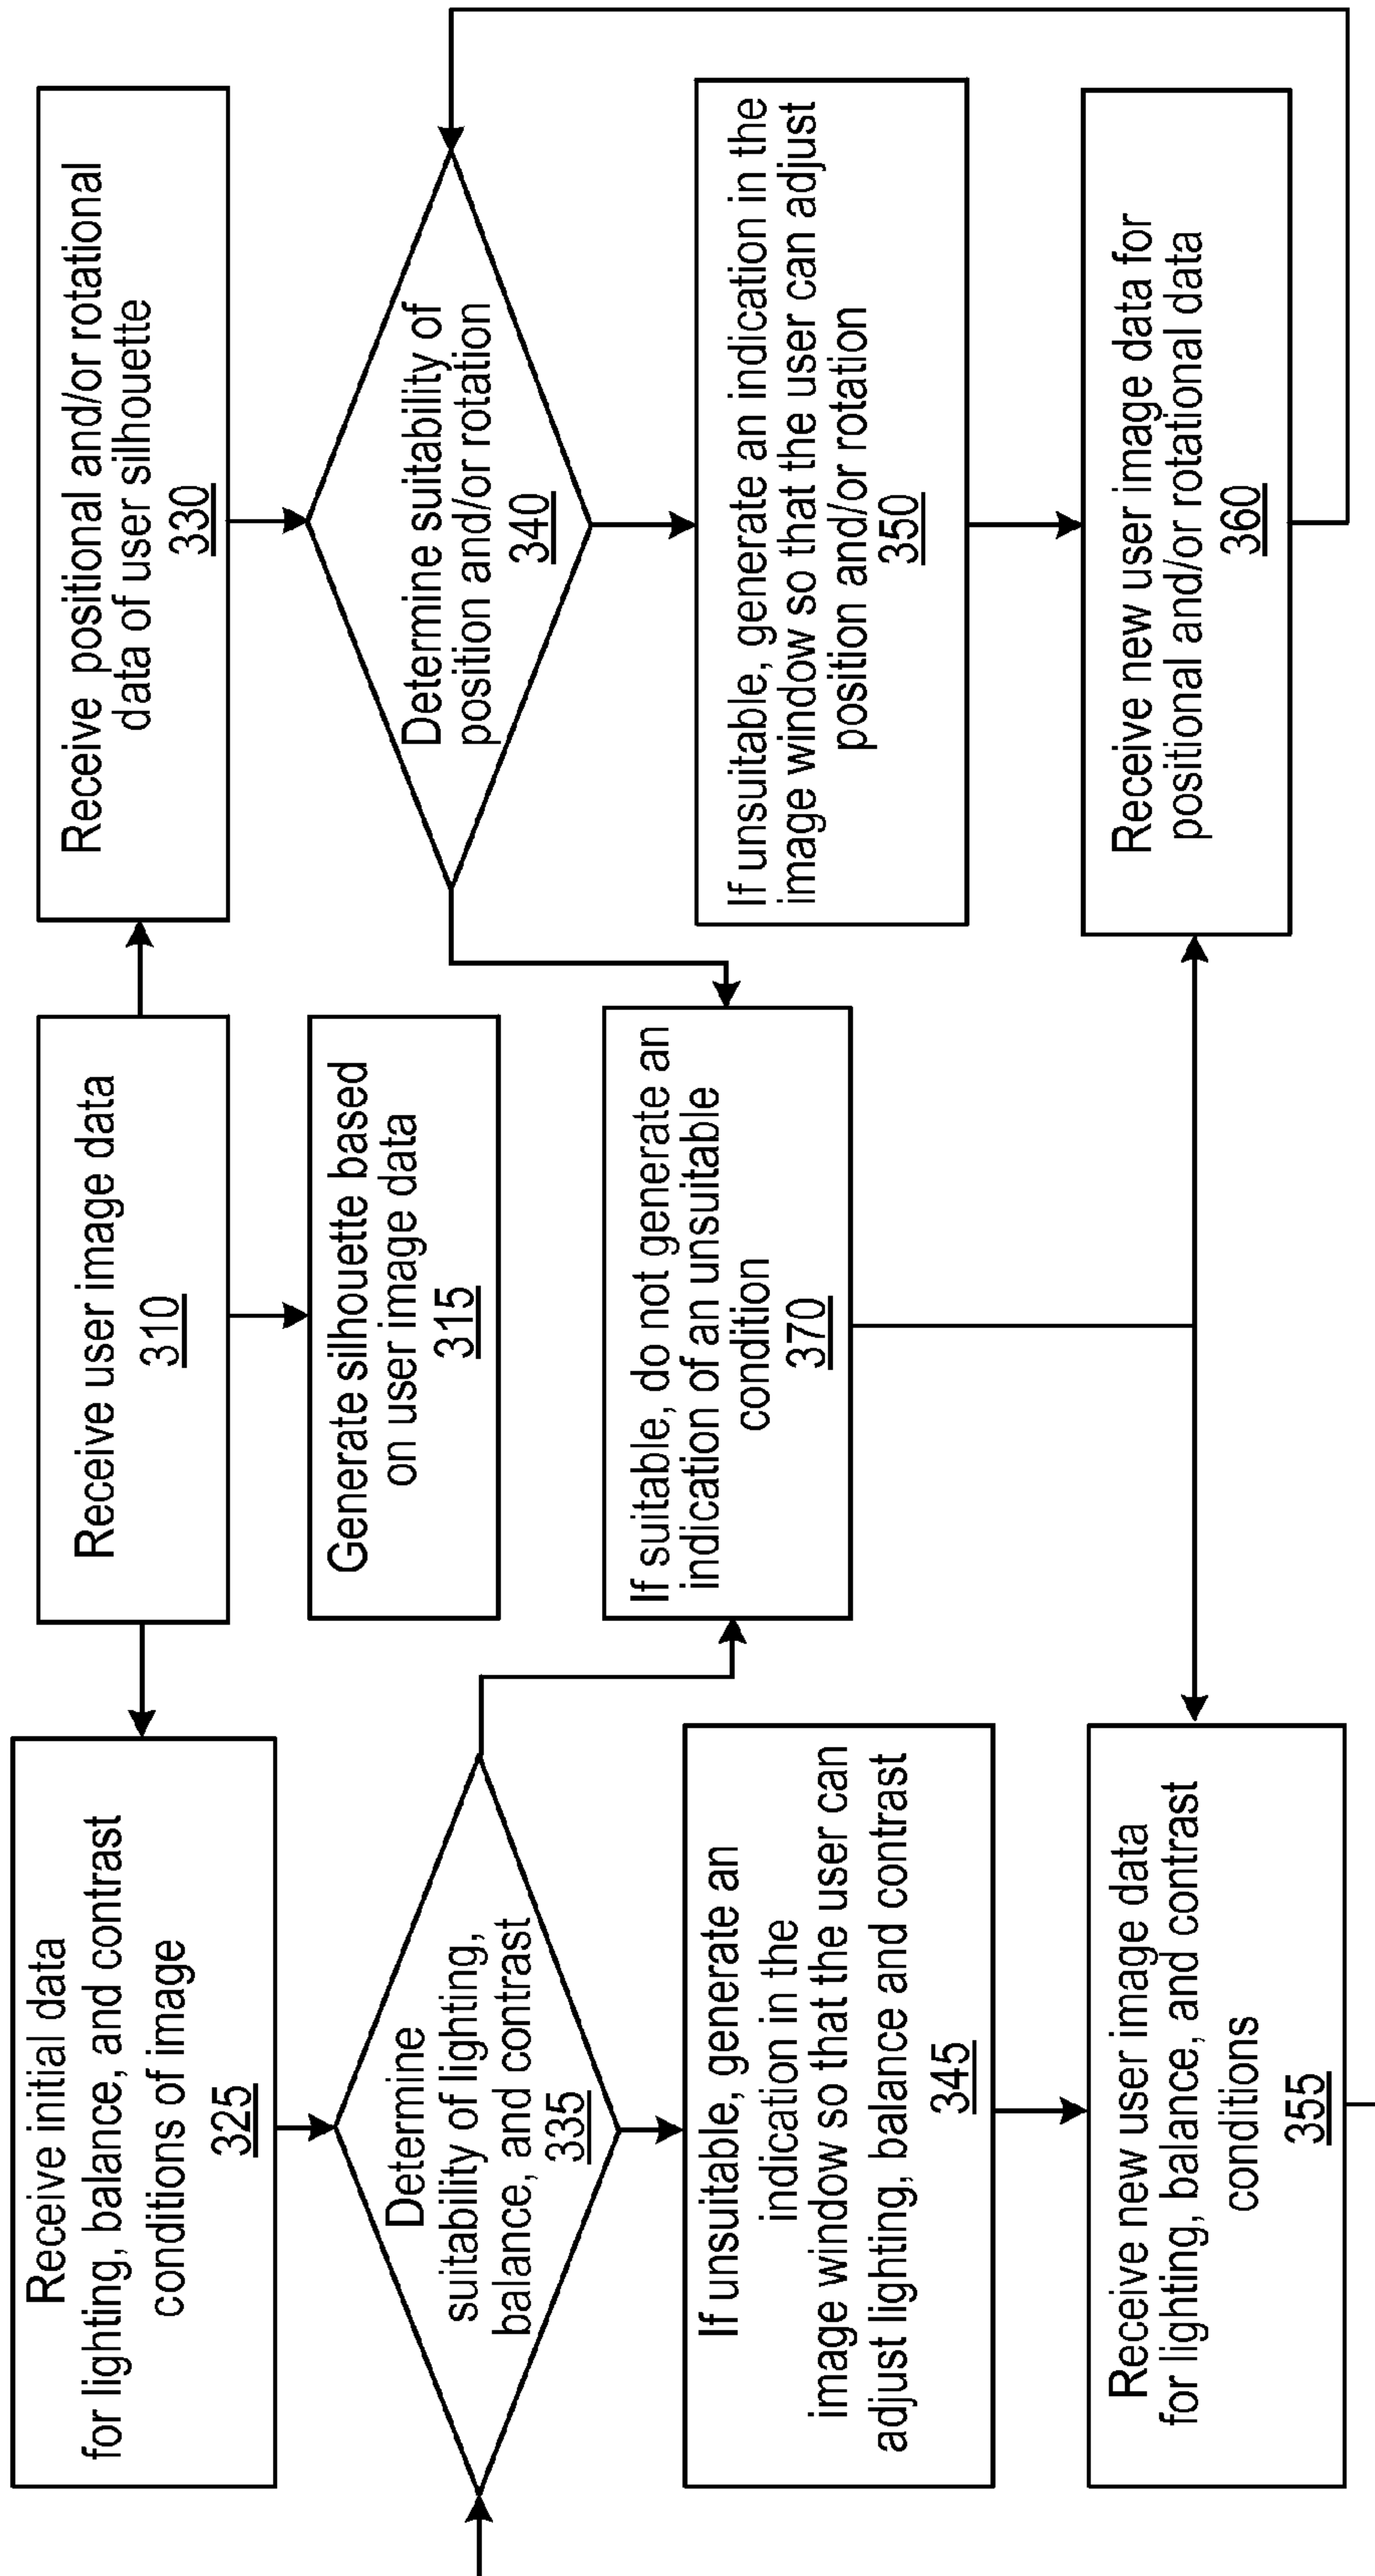 Receive user image data
310
Receive initial data
for lighting, balance, and contrast
conditions of image
325
Receive positional and/or rotational
data of user silhouette
330
Generate silhouette based
on user image data
315
Determine
suitability of lighting,
balance, and contrast
335
Determine suitability of
position and/or rotation
340
If suitable, do not generate an
indication of an unsuitable
condition
370
If unsuitable, generate an
indication in the
image window so that the user can
adjust lighting, balance and contrast
345
If unsuitable, generate an indication in the
image window so that the user can adjust
position and/or rotation
350
Receive new user image data
for lighting, balance, and contrast
conditions
355
Receive new user image data for
positional and/or rotational data
360